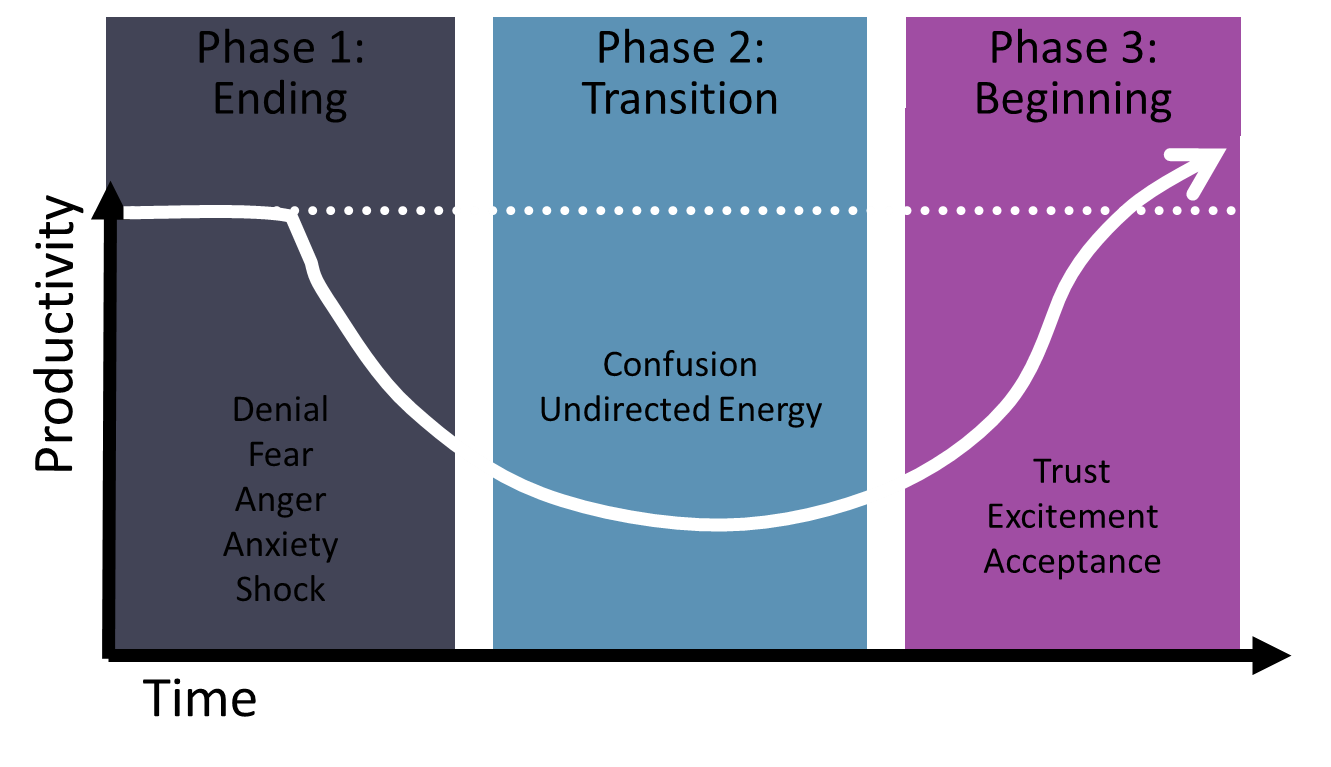 Phase 1:
Ending
Phase 2:
Transition
Phase 3:
Beginning
Productivity
Denial
Fear
Anger
Anxiety
Shock
Confusion
Undirected Energy
Trust
Excitement
Acceptance
Time